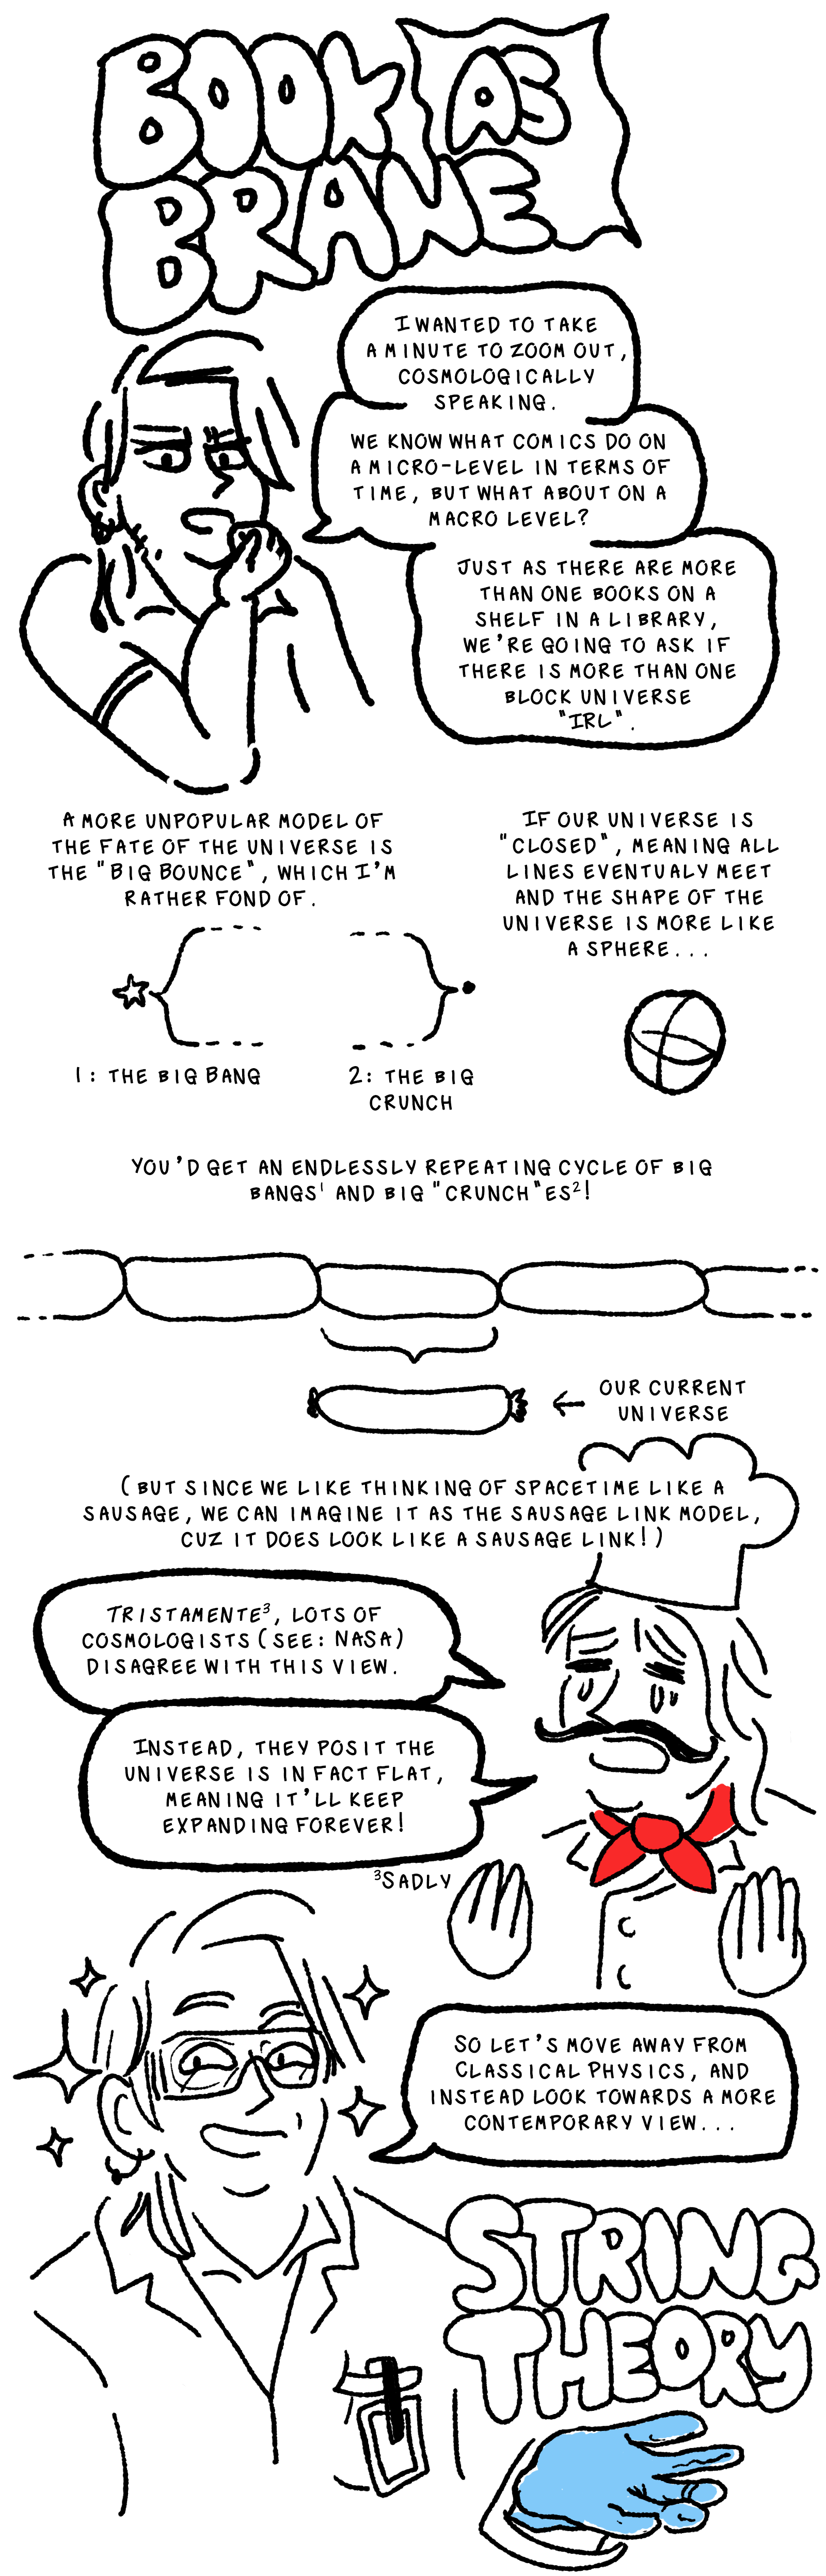 BOOK AS
BRANE
I WANTED TO TAKE
A MINUTE TO ZOOM OUT,
COSMOLOGICALLY
SPEAKING.
WE KNOW WHAT COMICS DO ON
A MICRO-LEVEL IN TERMS OF
TIME, BUT WHAT ABOUT ON A
MACRO LEVEL?
JUST AS THERE ARE MORE
THAN ONE BOOKS ON A
SHELF IN A LIBRARY,
WE'RE GOING TO ASK IF
THERE IS MORE THAN ONE
BLOCK UNIVERSE
"IRL".
A MORE UNPOPULAR MODEL OF
THE FATE OF THE UNIVERSE IS
THE "BIG BOUNCE", WHICH I'M
RATHER FOND OF.
1: THE BIG BANG
2: THE BIG
CRUNCH
IF OUR UNIVERSE IS
"CLOSED", MEANING ALL
LINES EVENTUALY MEET
AND THE SHAPE OF THE
UNIVERSE IS MORE LIKE
A SPHERE...
YOU'D GET AN ENDLESSLY REPEATING CYCLE OF BIG
BANGS¹ AND BIG "CRUNCH"ES²!
OUR CURRENT
UNIVERSE
(BUT SINCE WE LIKE THINKING OF SPACETIME LIKE A
SAUSAGE, WE CAN IMAGINE IT AS THE SAUSAGE LINK MODEL,
CUZ IT DOES LOOK LIKE A SAUSAGE LINK!)
TRISTAMENTE³, LOTS OF
COSMOLOGISTS (SEE: NASA)
DISAGREE WITH THIS VIEW.
INSTEAD, THEY POSIT THE
UNIVERSE IS IN FACT FLAT,
MEANING IT'LL KEEP
EXPANDING FOREVER!
³SADLY
SO LET'S MOVE AWAY FROM
CLASSICAL PHYSICS, AND
INSTEAD LOOK TOWARDS A MORE
CONTEMPORARY VIEW...
STRING
THEORY